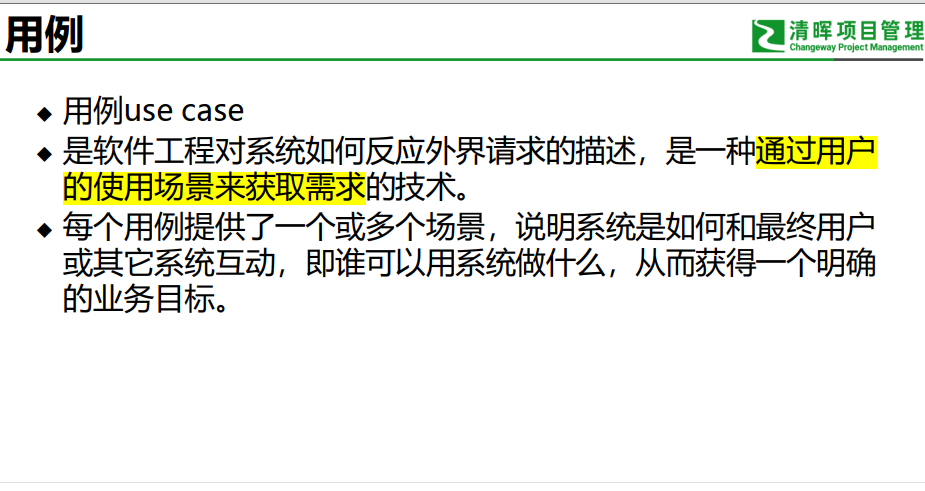 用例
清晖项目管理
Changeway Project Management
◆ 用例use case
◆ 是软件工程对系统如何反应外界请求的描述，是一种通过用户
的使用场景来获取需求的技术。
◆ 每个用例提供了一个或多个场景，说明系统是如何和最终用户
或其它系统互动，即谁可以用系统做什么，从而获得一个明确
的业务目标。